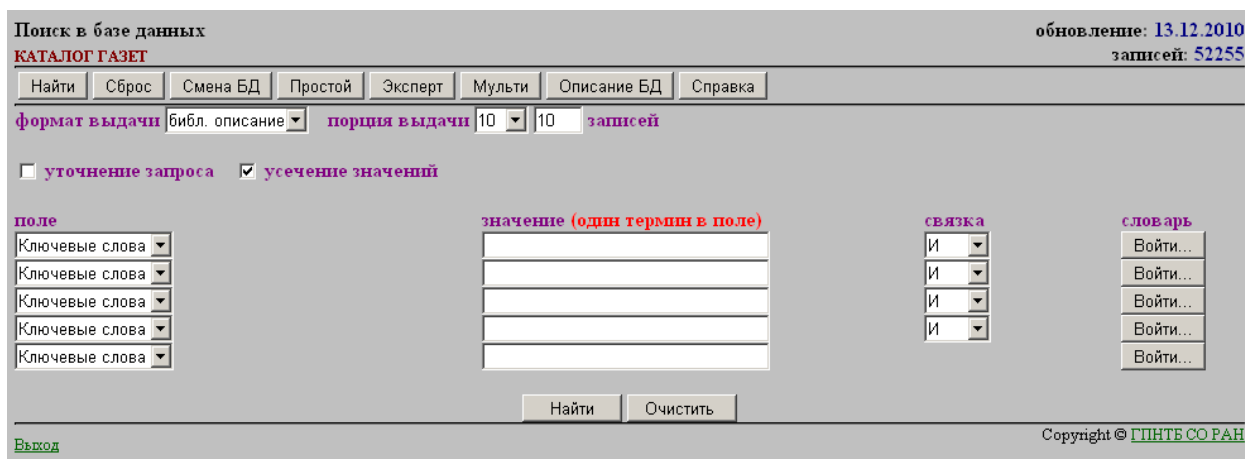 Поиск в базе данных обновление: 13.12.2010
КАТАЛОГ ГАЗЕТ записей: 52255
Найти Сброс Смена БД Простой Эксперт Мульти Описание БД Справка
формат выдачи библ. описание порция выдачи 10 10 записей
уточнение запроса усечение значений
поле значение (один термин в поле) связка словарь
Ключевые слова И Войти...
Ключевые слова И Войти...
Ключевые слова И Войти...
Ключевые слова И Войти...
Ключевые слова Войти...
Найти Очистить
Выход Copyright © ГПНТБ СО РАН